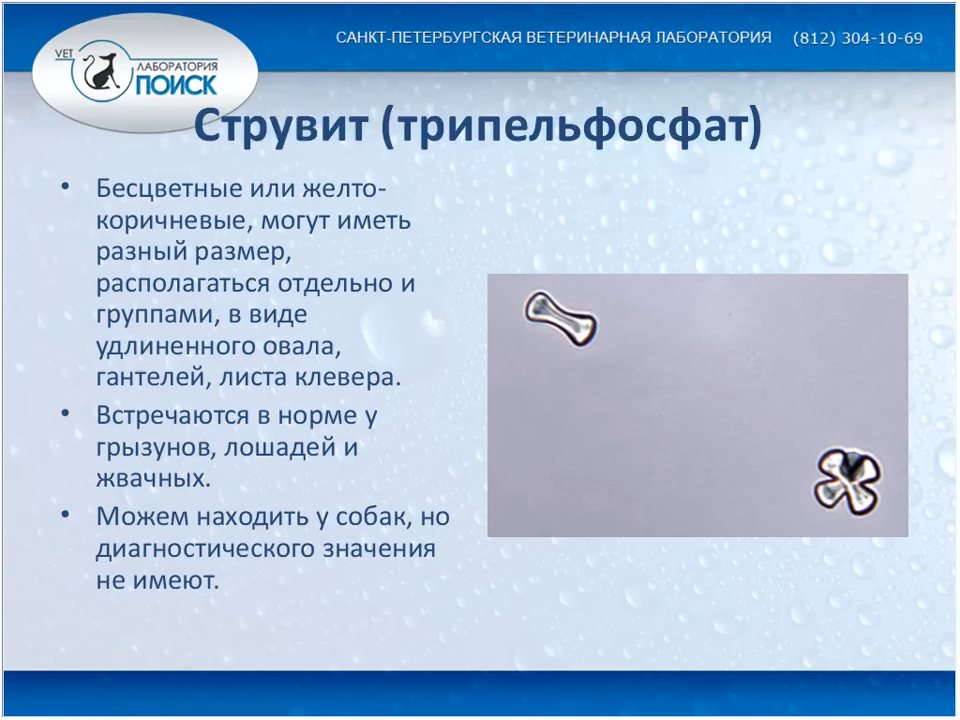 САНКТ-ПЕТЕРБУРГСКАЯ ВЕТЕРИНАРНАЯ ЛАБОРАТОРИЯ (812) 304-10-69
VET
ЛАБОРАТОРИЯ
ПОИСК
Струвит (трипельфосфат)
• Бесцветные или желто-
коричневые, могут иметь
разный размер,
располагаться отдельно и
группами, в виде
удлиненного овала,
гантелей, листа клевера.
• Встречаются в норме у
грызунов, лошадей и
жвачных.
• Можем находить у собак, но
диагностического значения
не имеют.